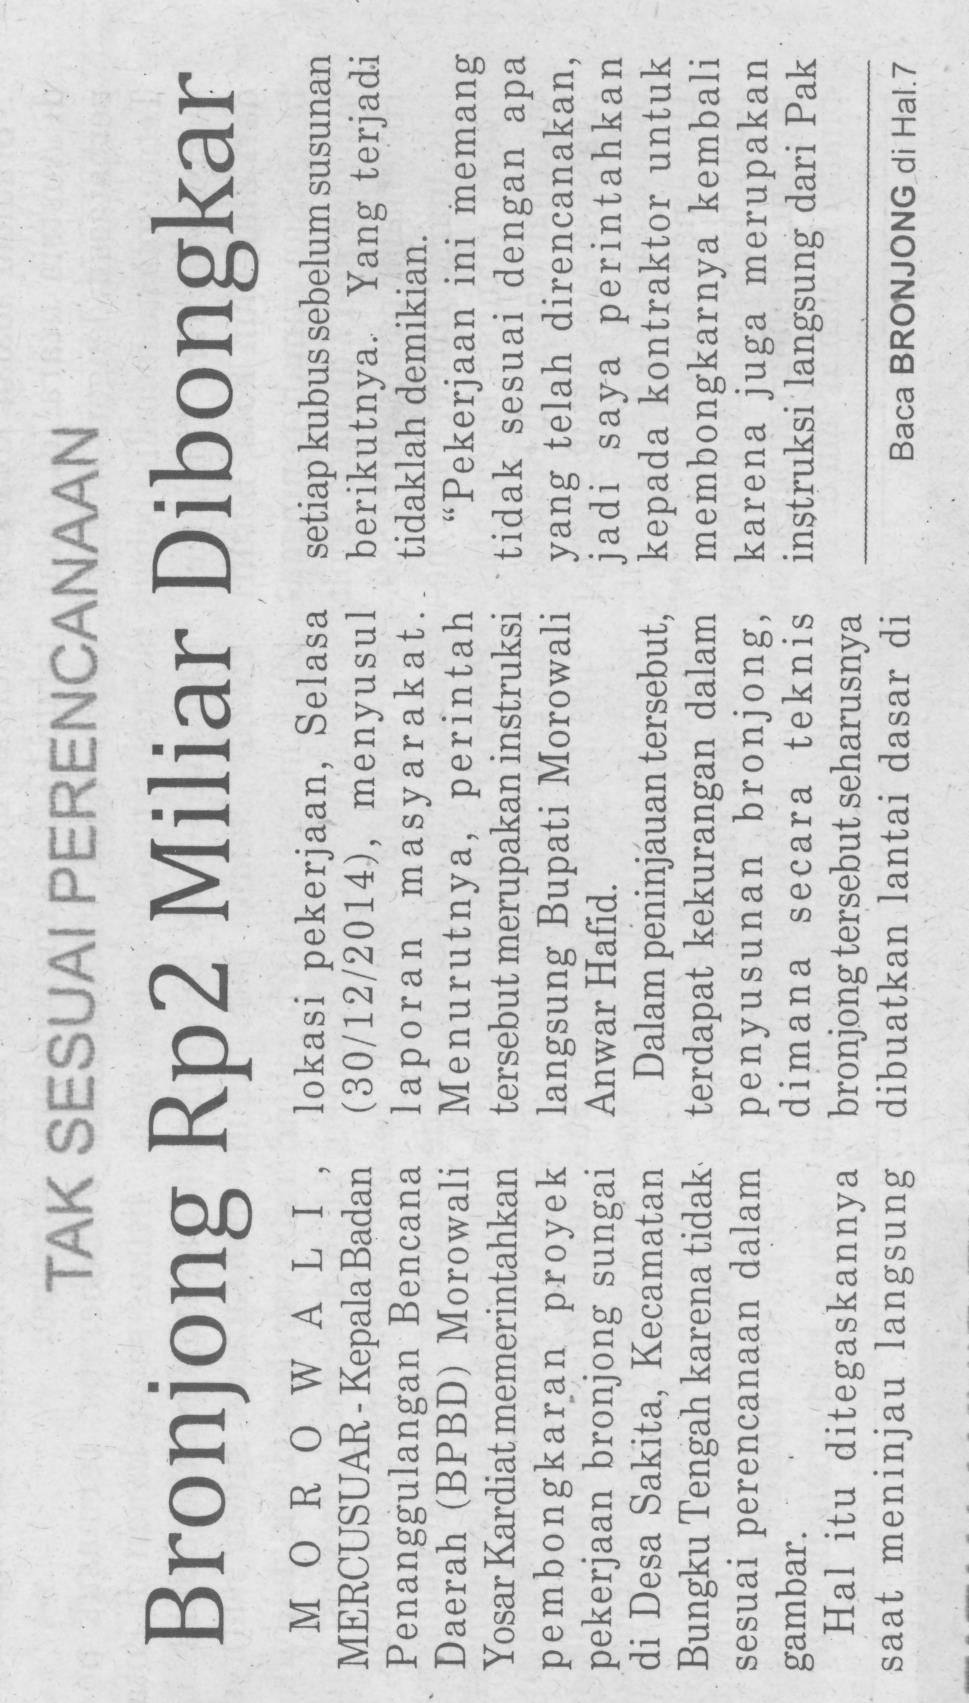 TAK SESUAI PERENCANAAN
Bronjong Rp2 Miliar Dibongkar
MOROWALI,
MERCUSUAR - Kepala Badan
Penanggulangan Bencana
Daerah (BPBD) Morowali
Yosar Kardiat memerintahkan
pembongkaran proyek
pekerjaan bronjong sungai
di Desa Sakita, Kecamatan
Bungku Tengah karena tidak
sesuai perencanaan dalam
gambar.
Hal itu ditegaskannya
saat meninjau langsung
lokasi pekerjaan, Selasa
(30/12/2014), menyusul
laporan masyarakat.
Menurutnya, perintah
tersebut merupakan instruksi
langsung Bupati Morowali
Anwar Hafid.
Dalam peninjauan tersebut,
terdapat kekurangan dalam
penyusunan bronjong,
dimana secara teknis
bronjong tersebut seharusnya
dibuatkan lantai dasar di
setiap kubus sebelum susunan
berikutnya. Yang terjadi
tidaklah demikian.
“Pekerjaan ini memang
tidak sesuai dengan apa
yang telah direncanakan,
jadi saya perintahkan
kepada kontraktor untuk
membongkarnya kembali
karena juga merupakan
instruksi langsung dari Pak
Baca BRONJONG di Hal.7